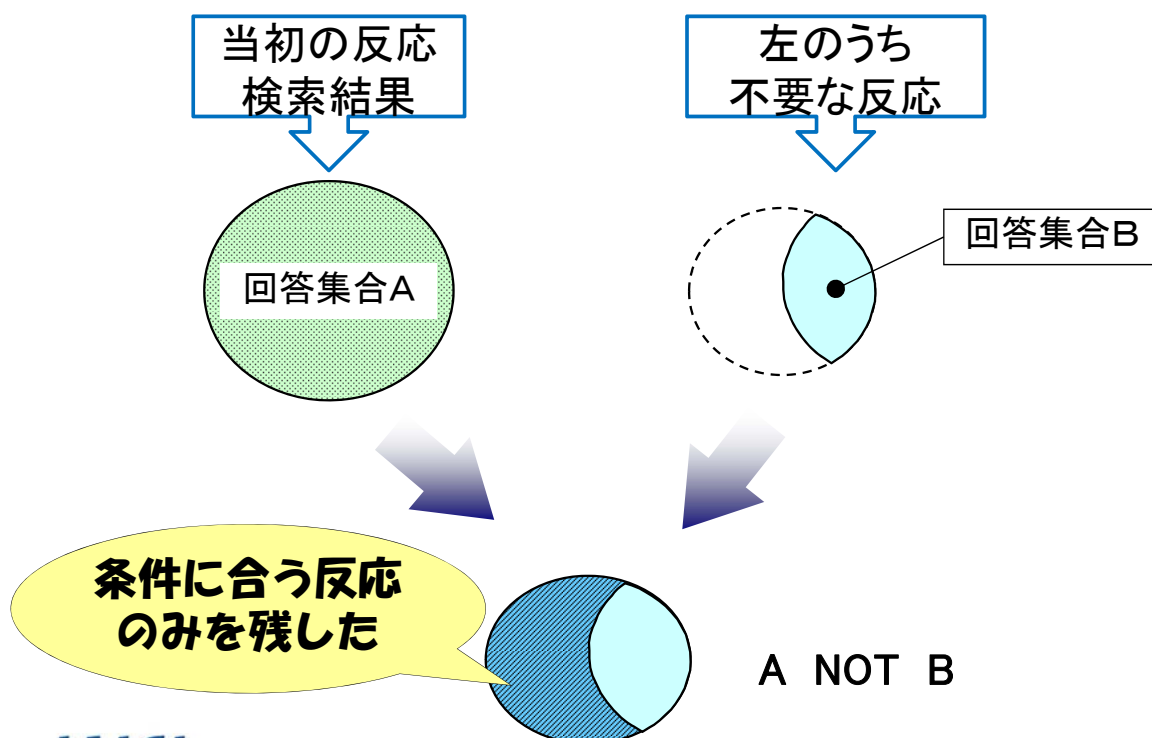 当初の反応
検索結果
左のうち
不要な反応
回答集合A
回答集合B
条件に合う反応
のみを残した
A NOT B